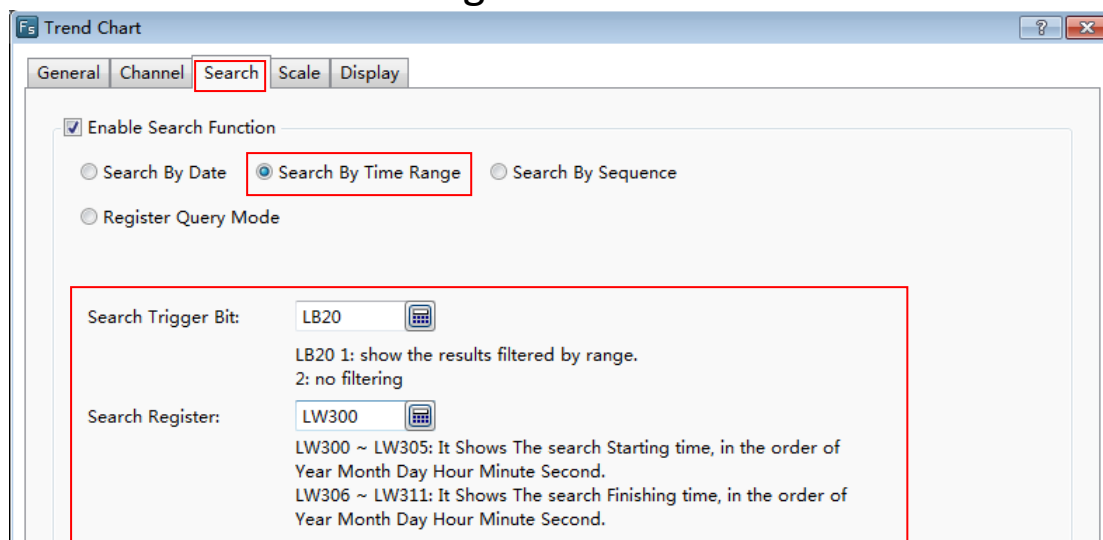 Fs Trend Chart
General Channel Search Scale Display
Enable Search Function
Search By Date Search By Time Range Search By Sequence
Register Query Mode
Search Trigger Bit: LB20
LB20 1: show the results filtered by range.
2: no filtering
Search Register: LW300
LW300 ~ LW305: It Shows The search Starting time, in the order of
Year Month Day Hour Minute Second.
LW306 ~ LW311: It Shows The search Finishing time, in the order of
Year Month Day Hour Minute Second.